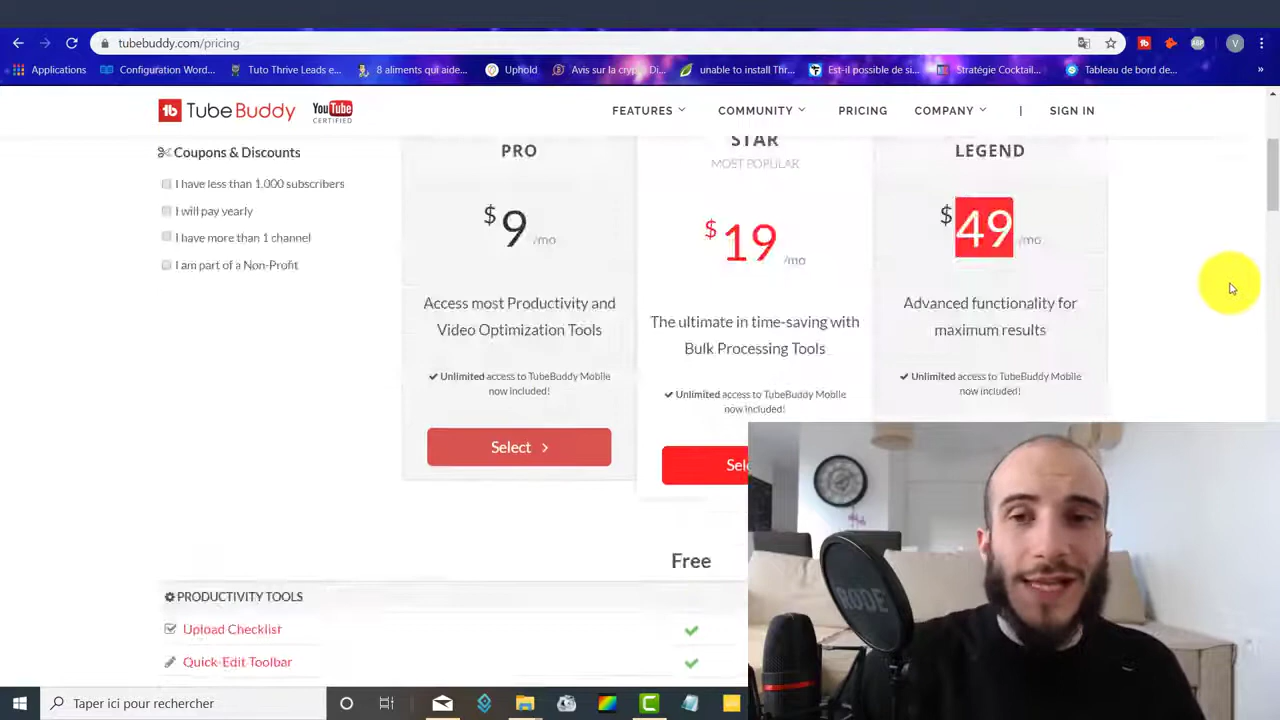 tubebuddy.com/pricing
Applications
Configuration Word...
Tuto Thrive Leads e...
8 aliments qui aide...
Uphold
Avis sur la crypto Di...
unable to install Thr...
Est-il possible de si...
Stratégie Cocktail...
Tableau de bord de...
»
TubeBuddy
YouTube
CERTIFIED
FEATURES
COMMUNITY
PRICING
COMPANY
|
SIGN IN
Coupons & Discounts
I have less than 1.000 subscribers
I will pay yearly
I have more than 1 channel
I am part of a Non-Profit
PRO
$9 /mo
Access most Productivity and
Video Optimization Tools
Unlimited access to TubeBuddy Mobile
now included!
Select >
STAR
MOST POPULAR
$19 /mo
The ultimate in time-saving with
Bulk Processing Tools
Unlimited access to TubeBuddy Mobile
now included!
Sele
LEGEND
$49 /mo
Advanced functionality for
maximum results
Unlimited access to TubeBuddy Mobile
now included!
Free
PRODUCTIVITY TOOLS
Upload Checklist
Quick-Edit Toolbar
RODE
Taper ici pour rechercher